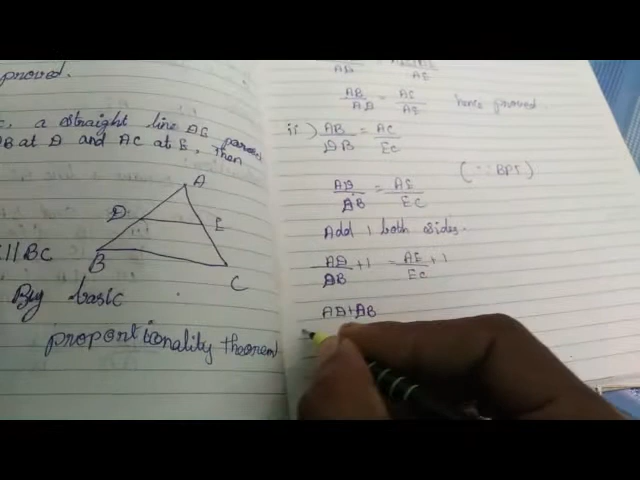 proved.
a straight line DE parallel
AB at D and AC at E, then
A
D
E
B
C
||BC
By basic
proportionality theorem
AD
AE
AB/AD = AC/AE hence proved.
ii) AB/DB = AC/EC
AD/DB = AE/EC (∵ BPT)
Add 1 both sides.
AD/DB +1 = AE/EC +1
AD+DB